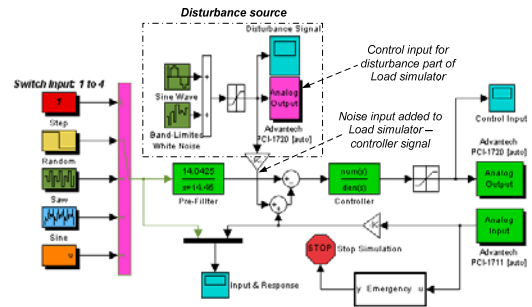 Disturbance source
Disturbance Signal
Control input for
disturbance part of
Load simulator
Switch Input: 1 to 4
Sine Wave
Analog
Output
1
Step
Band-Limited
White Noise
Advantech
PCI-1720 [auto]
Noise input added to
Load simulator–
controller signal
Control Input
Random
K
Advantech
PCI-1720 [auto]
14.0425
s+14.46
num(s)
den(s)
Analog
Output
Saw
Pre-Filter
Controller
Sine
K
Analog
Input
STOP
Stop Simulation
Advantech
PCI-1711 [auto]
u
Input & Response
y Emergency u